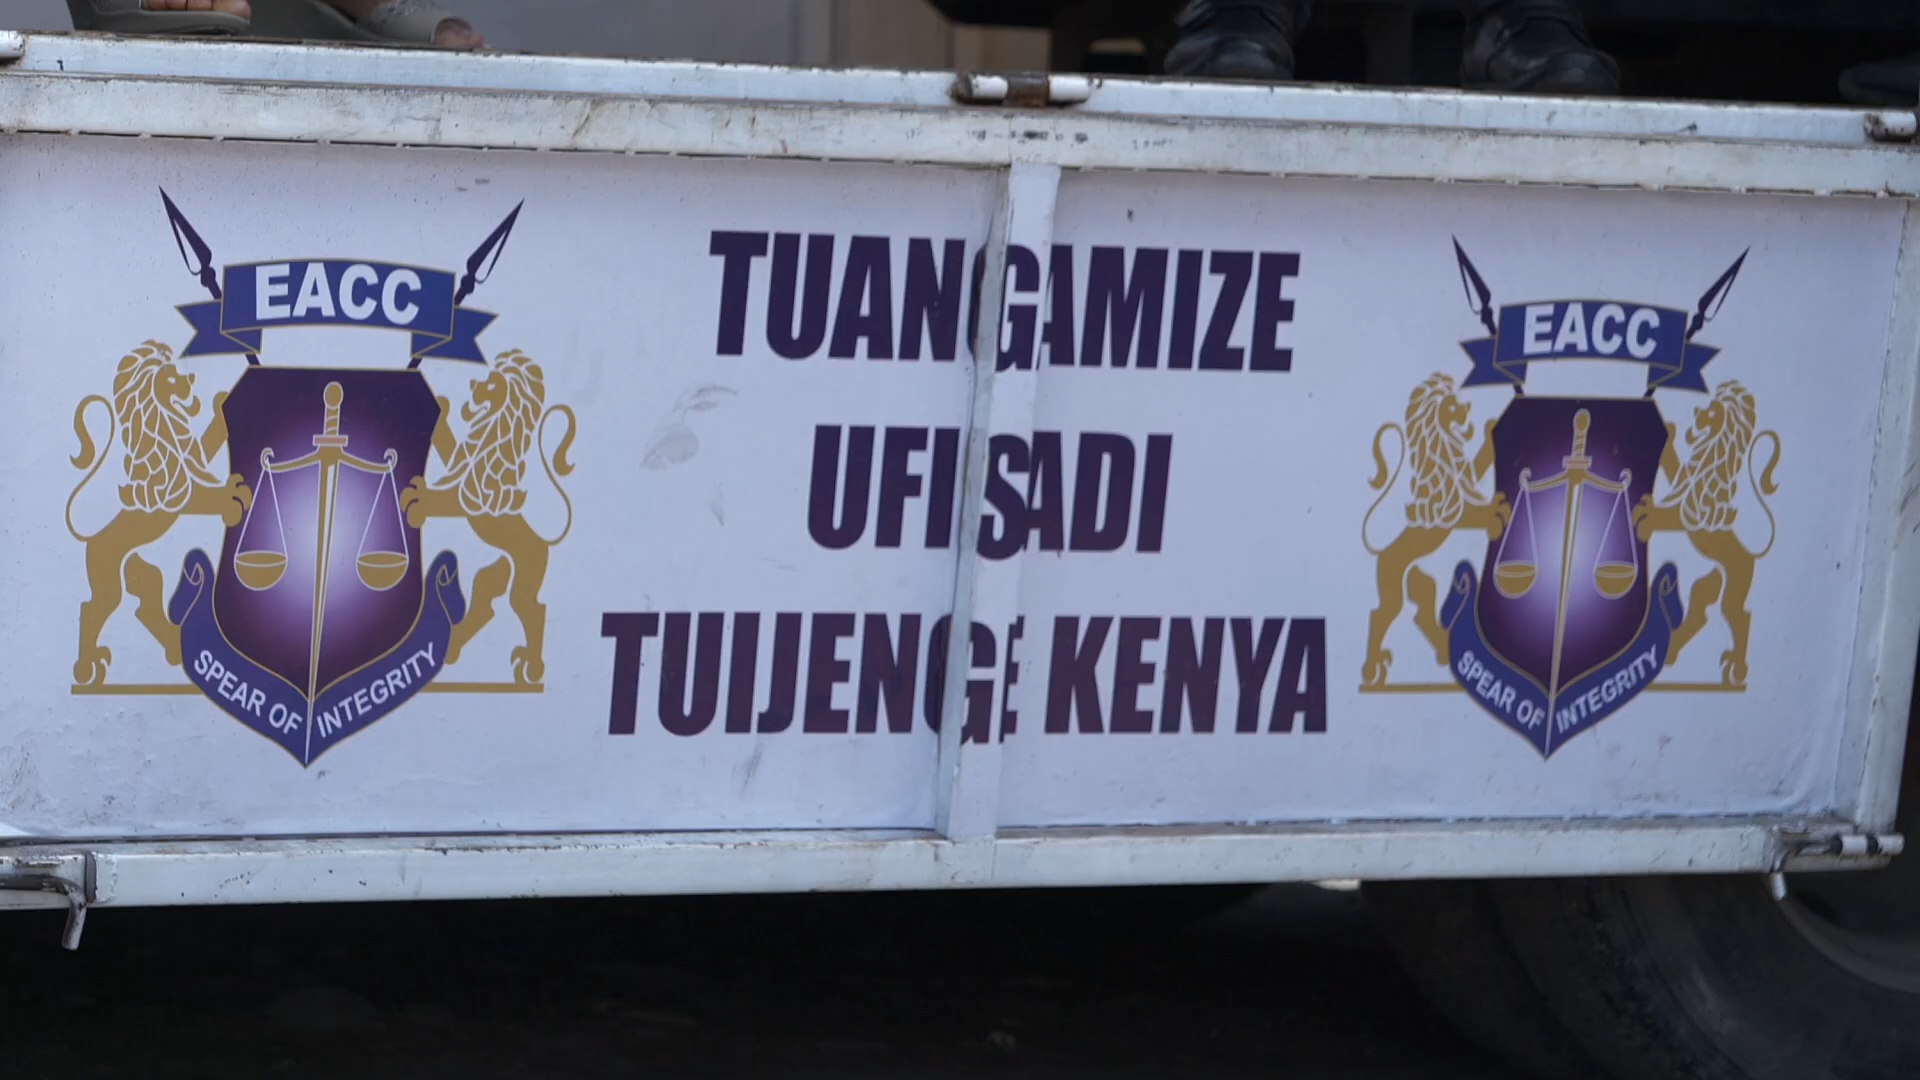 EACC
SPEAR OF INTEGRITY
TUANGAMIZE
UFISADI
TUIJENGE KENYA
EACC
SPEAR OF INTEGRITY